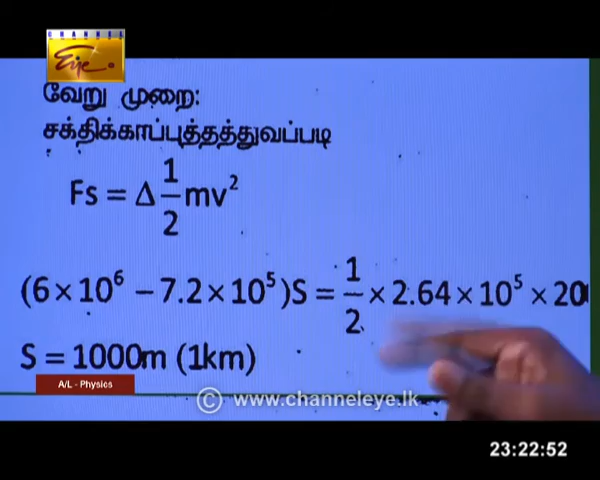 CHANNEL
Eye
வேறு முறை:
சக்திக்காப்புத்தத்துவப்படி
Fs = Δ 1/2 mv²
(6 × 10⁶ − 7.2 × 10⁵)S = 1/2 × 2.64 × 10⁵ × 20
S = 1000m (1km)
A/L - Physics
© www.channeleye.lk
23:22:52